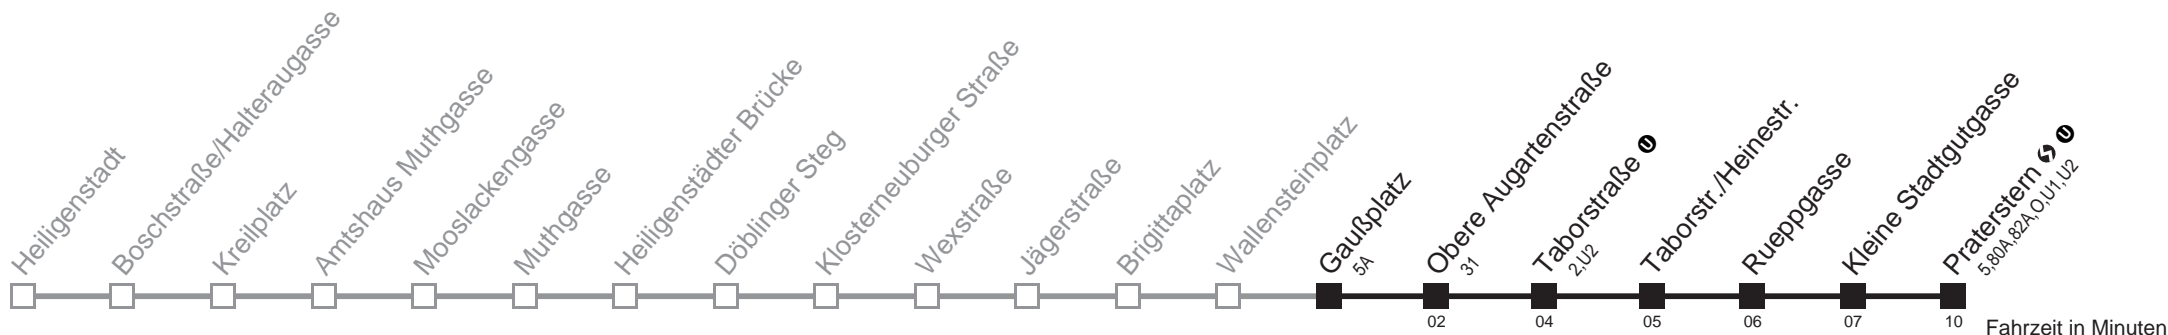 Heiligenstadt
Boschstraße/Halteraugasse
Kreilplatz
Amtshaus Muthgasse
Mooslackengasse
Muthgasse
Heiligenstädter Brücke
Döblinger Steg
Klosterneuburger Straße
Wexstraße
Jägerstraße
Brigittaplatz
Wallensteinplatz
Gaußplatz
5A
Obere Augartenstraße
31
Taborstraße U
2,U2
Taborstr./Heinestr.
Rueppgasse
Kleine Stadtgutgasse
Praterstern S U
5,80A,82A,O,U1,U2
02 04 05 06 07 10 Fahrzeit in Minuten